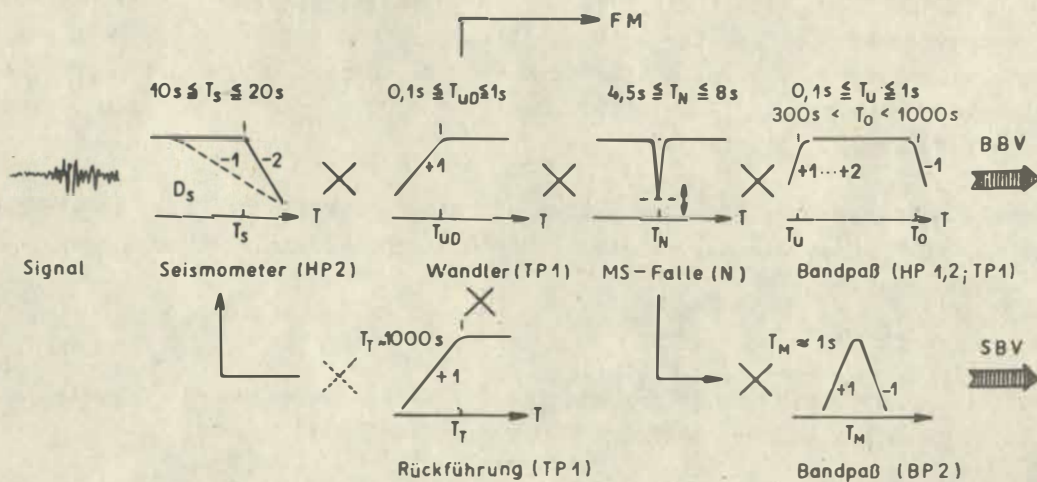 FM
10s ≦ T_S ≦ 20s
0,1s ≦ T_UD ≦ 1s
4,5s ≦ T_N ≦ 8s
0,1s ≦ T_U ≦ 1s
300s < T_O < 1000s
BBV
-1
-2
D_S
+1
+1...+2
-1
T
T
T
T
T_S
T_UD
T_N
T_U
T_O
Signal
Seismometer (HP2)
Wandler (TP1)
MS-Falle (N)
Bandpaß (HP 1,2; TP1)
T_T ≈ 1000s
T_M ≈ 1s
SBV
+1
+1
-1
T
T_T
T_M
Rückführung (TP1)
Bandpaß (BP2)